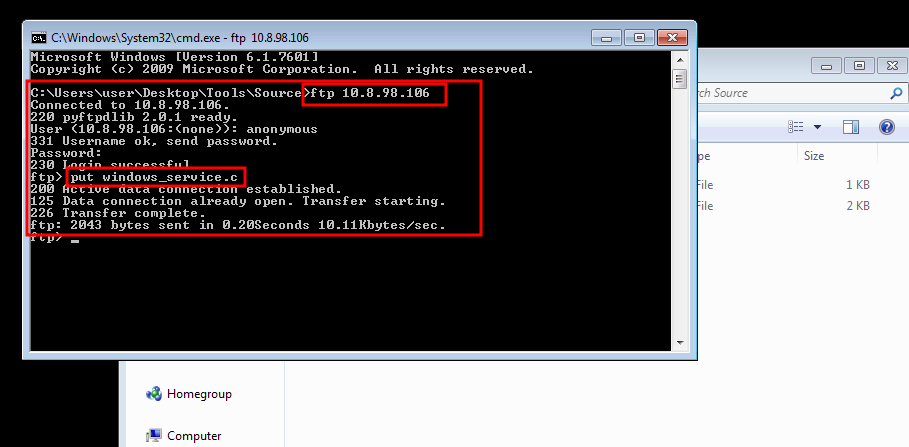 C:\Windows\System32\cmd.exe - ftp 10.8.98.106
Microsoft Windows [Version 6.1.7601]
Copyright (c) 2009 Microsoft Corporation.  All rights reserved.
C:\Users\user\Desktop\Tools\Source>ftp 10.8.98.106
Connected to 10.8.98.106.
220 pyftpdlib 2.0.1 ready.
User (10.8.98.106:(none)): anonymous
331 Username ok, send password.
Password:
230 Login successful
ftp> put windows_service.c
200 Active data connection established.
125 Data connection already open. Transfer starting.
226 Transfer complete.
ftp: 2043 bytes sent in 0.20Seconds 10.11Kbytes/sec.
ftp> _
rch Source
pe Size
File 1 KB
File 2 KB
Homegroup
Computer